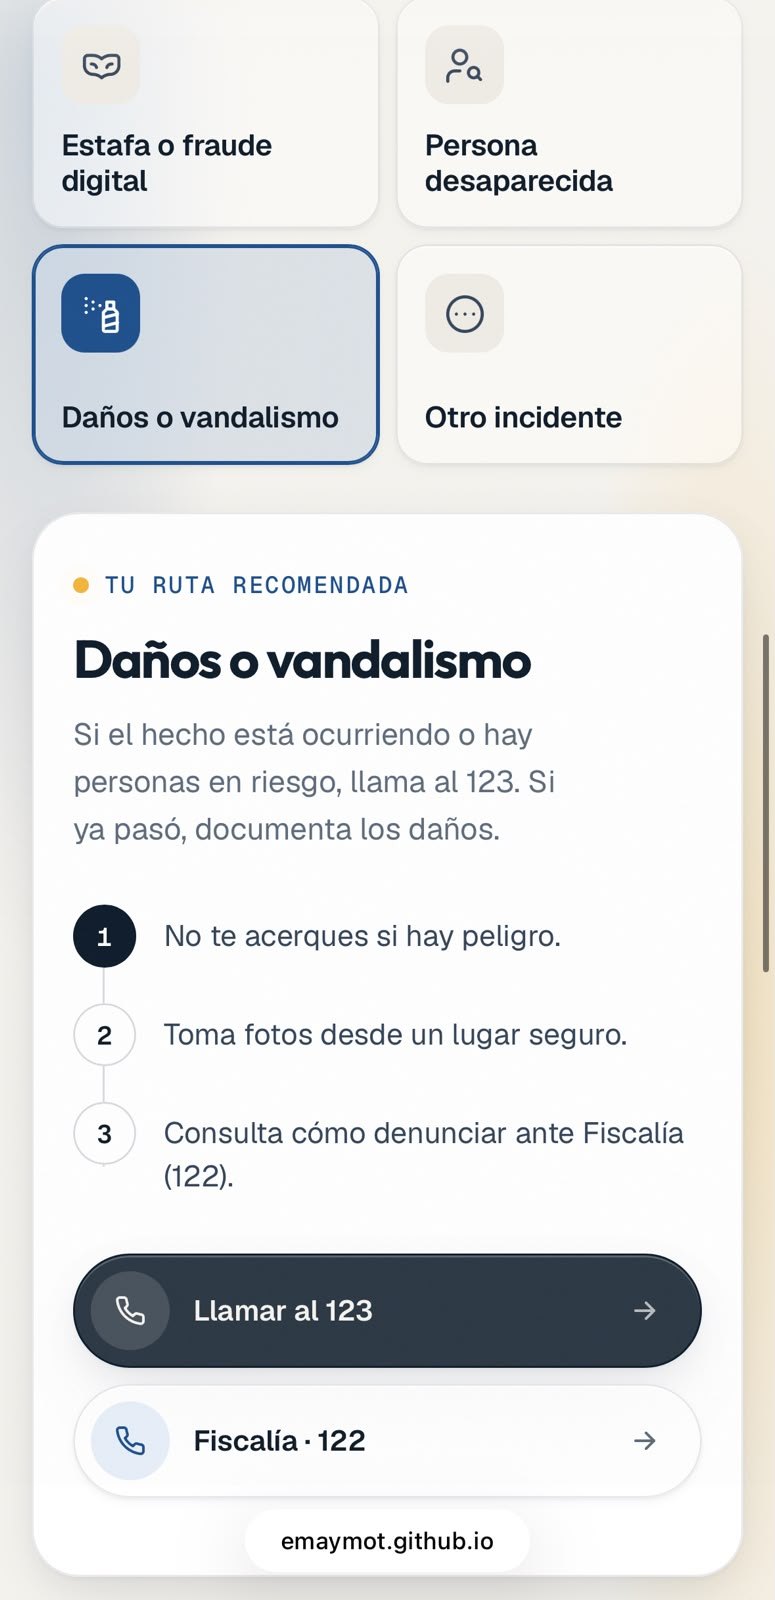 Estafa o fraude
digital
Persona
desaparecida
Daños o vandalismo
Otro incidente
TU RUTA RECOMENDADA
Daños o vandalismo
Si el hecho está ocurriendo o hay
personas en riesgo, llama al 123. Si
ya pasó, documenta los daños.
1 No te acerques si hay peligro.
2 Toma fotos desde un lugar seguro.
3 Consulta cómo denunciar ante Fiscalía
(122).
Llamar al 123
Fiscalía · 122
emaymot.github.io